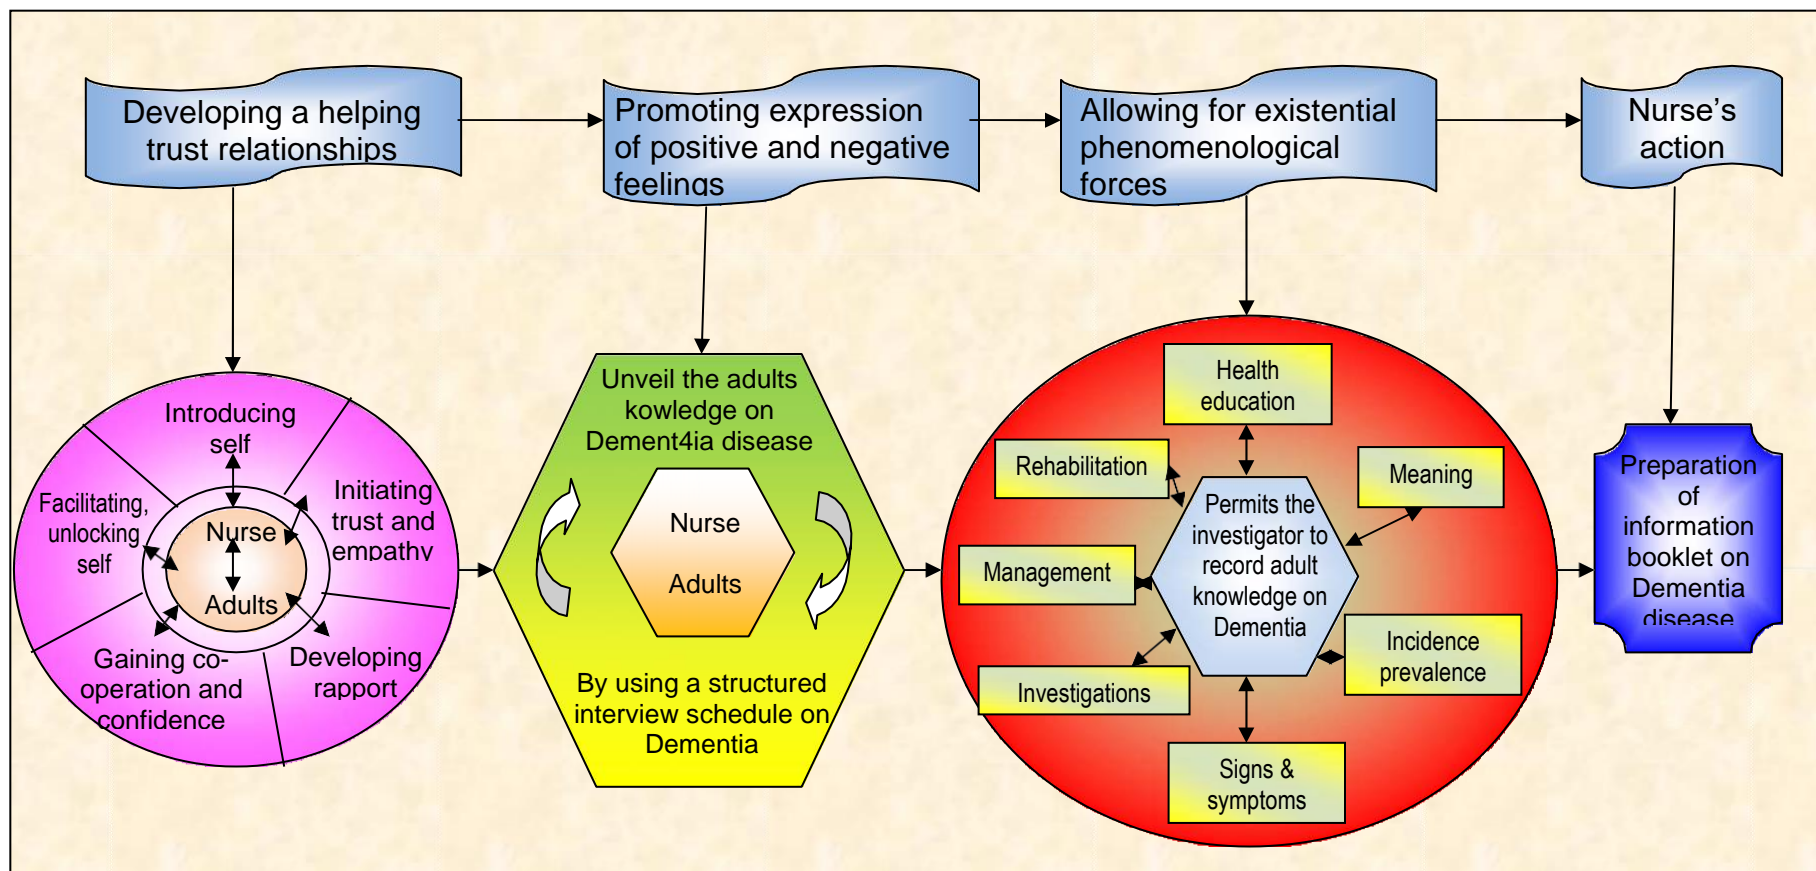 Developing a helping
trust relationships
Promoting expression
of positive and negative
feelings
Allowing for existential
phenomenological
forces
Nurse’s
action
Introducing
self
Initiating
trust and
empathy
Developing
rapport
Gaining co-
operation and
confidence
Facilitating,
unlocking
self
Nurse
Adults
Unveil the adults
kowledge on
Dement4ia disease
Nurse
Adults
By using a structured
interview schedule on
Dementia
Health
education
Meaning
Incidence
prevalence
Signs &
symptoms
Investigations
Management
Rehabilitation
Permits the
investigator to
record adult
knowledge on
Dementia
Preparation
of
information
booklet on
Dementia
disease